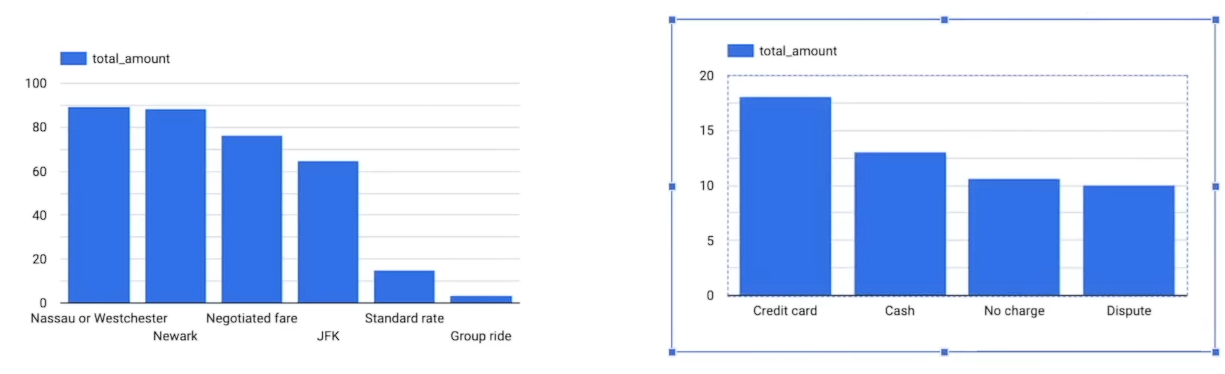 total_amount
100
80
60
40
20
0
Nassau or Westchester
Newark
Negotiated fare
JFK
Standard rate
Group ride
total_amount
20
15
10
5
0
Credit card
Cash
No charge
Dispute